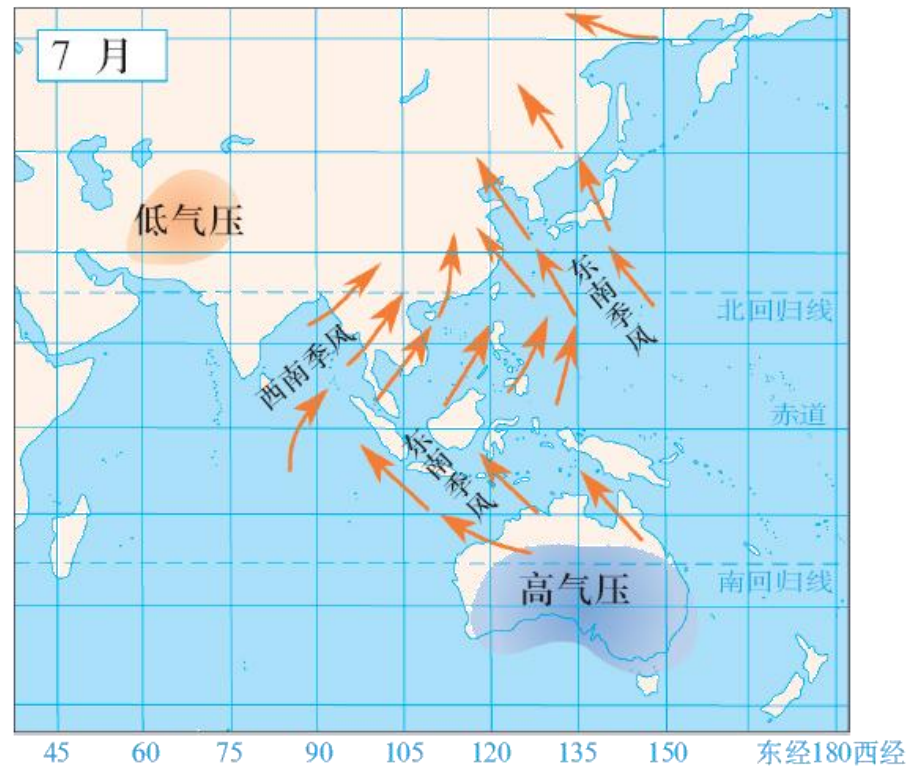 7 月
低气压
东南季风
北回归线
西南季风
赤道
东南季风
高气压
南回归线
45 60 75 90 105 120 135 150 东经180西经